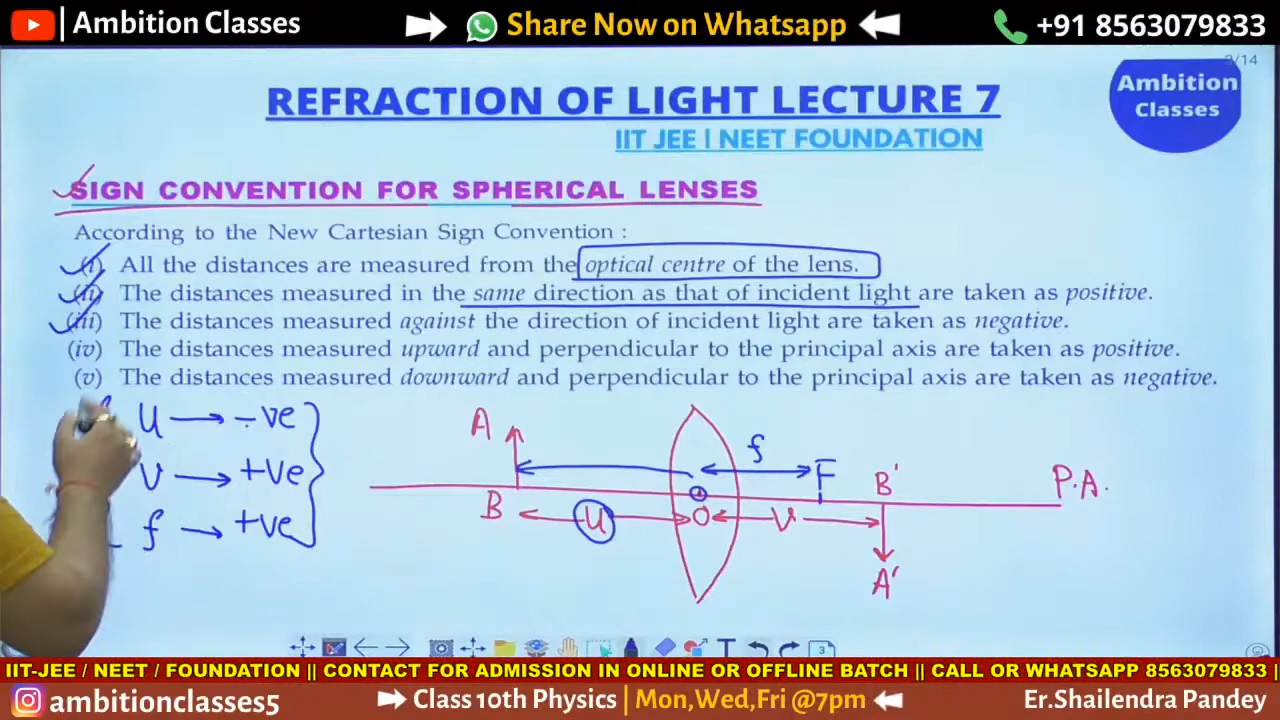 Ambition Classes
Share Now on Whatsapp
+91 8563079833
3/14
REFRACTION OF LIGHT LECTURE 7
IIT JEE I NEET FOUNDATION
Ambition
Classes
SIGN CONVENTION FOR SPHERICAL LENSES
According to the New Cartesian Sign Convention :
(i) All the distances are measured from the optical centre of the lens.
(ii) The distances measured in the same direction as that of incident light are taken as positive.
(iii) The distances measured against the direction of incident light are taken as negative.
(iv) The distances measured upward and perpendicular to the principal axis are taken as positive.
(v) The distances measured downward and perpendicular to the principal axis are taken as negative.
u → -ve
v → +ve
f → +ve
A
f
F
B'
P.A.
B
u
O
v
A'
T
3
IIT-JEE / NEET / FOUNDATION || CONTACT FOR ADMISSION IN ONLINE OR OFFLINE BATCH || CALL OR WHATSAPP 8563079833 |
ambitionclasses5
Class 10th Physics | Mon,Wed,Fri @7pm
Er.Shailendra Pandey